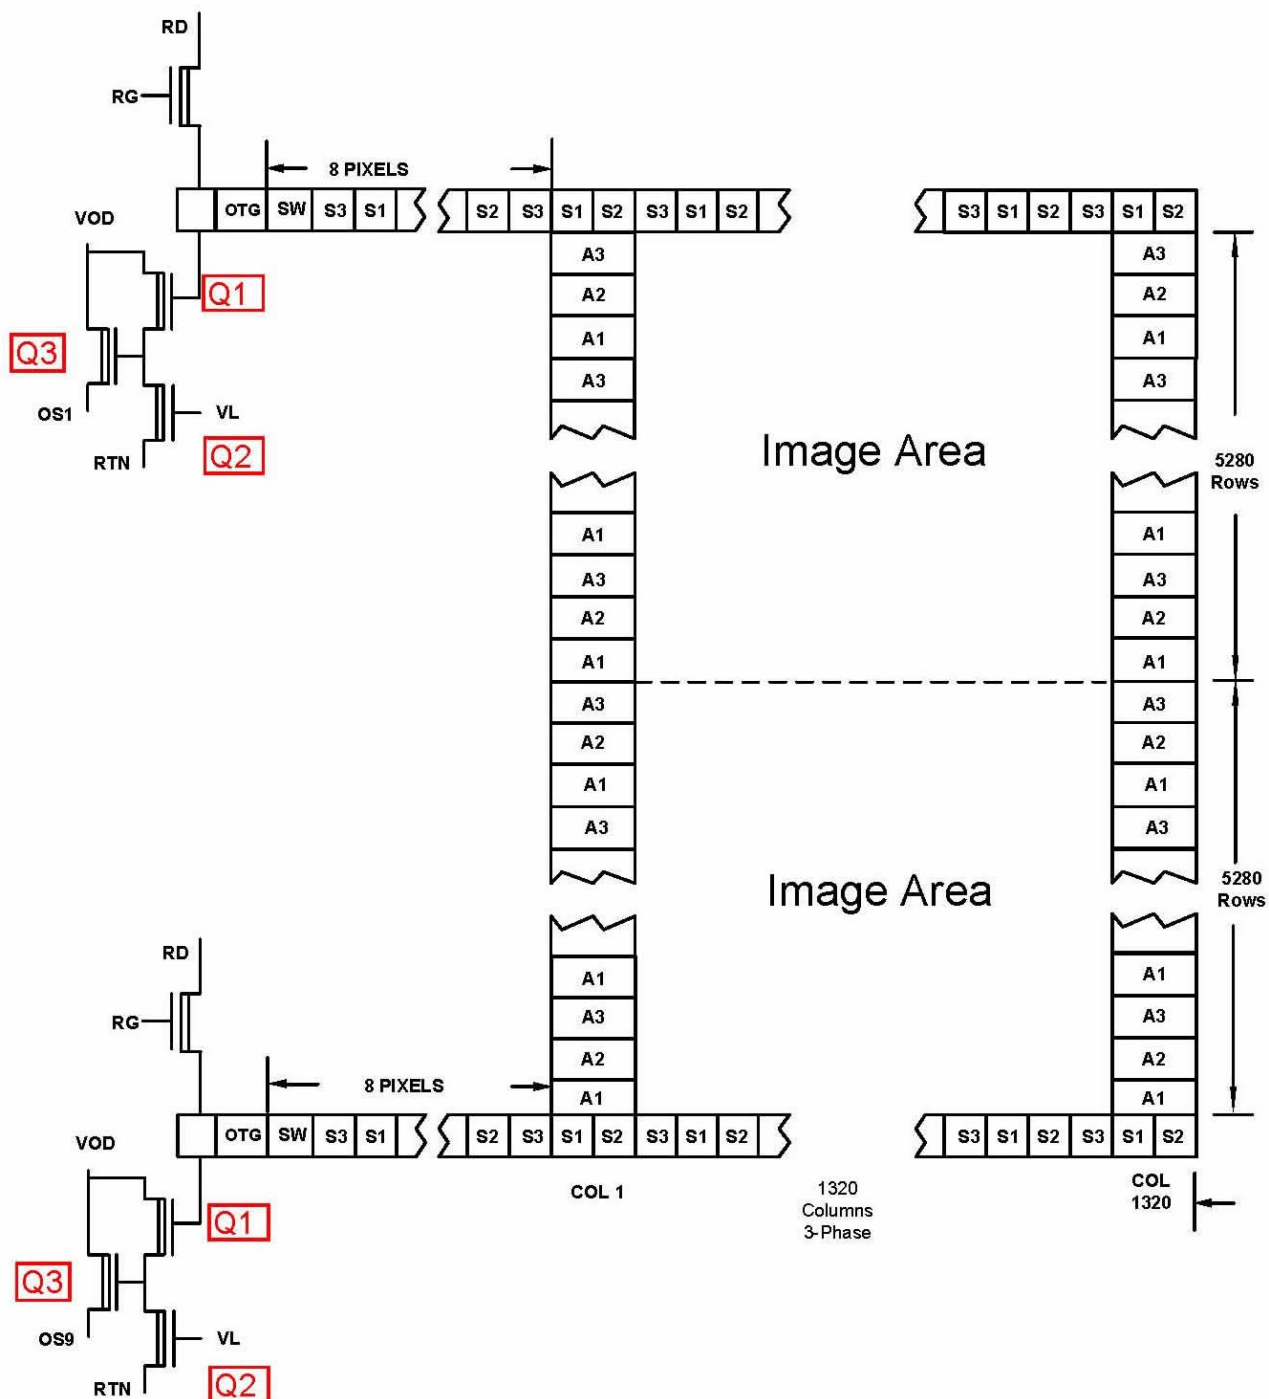 RD
RG
8 PIXELS
OTG SW S3 S1 S2 S3 S1 S2 S3 S1 S2 S3 S1 S2 S3 S1 S2
VOD
A3 A3
Q1
A2 A2
Q3
A1 A1
A3 A3
OS1 VL
RTN Q2
Image Area
5280
Rows
A1 A1
A3 A3
A2 A2
A1 A1
A3 A3
A2 A2
A1 A1
A3 A3
Image Area
5280
Rows
RD
A1 A1
RG
A3 A3
A2 A2
8 PIXELS
A1 A1
OTG SW S3 S1 S2 S3 S1 S2 S3 S1 S2 S3 S1 S2 S3 S1 S2
VOD
COL 1
1320
Columns
3-Phase
COL
1320
Q1
Q3
OS9 VL
RTN Q2